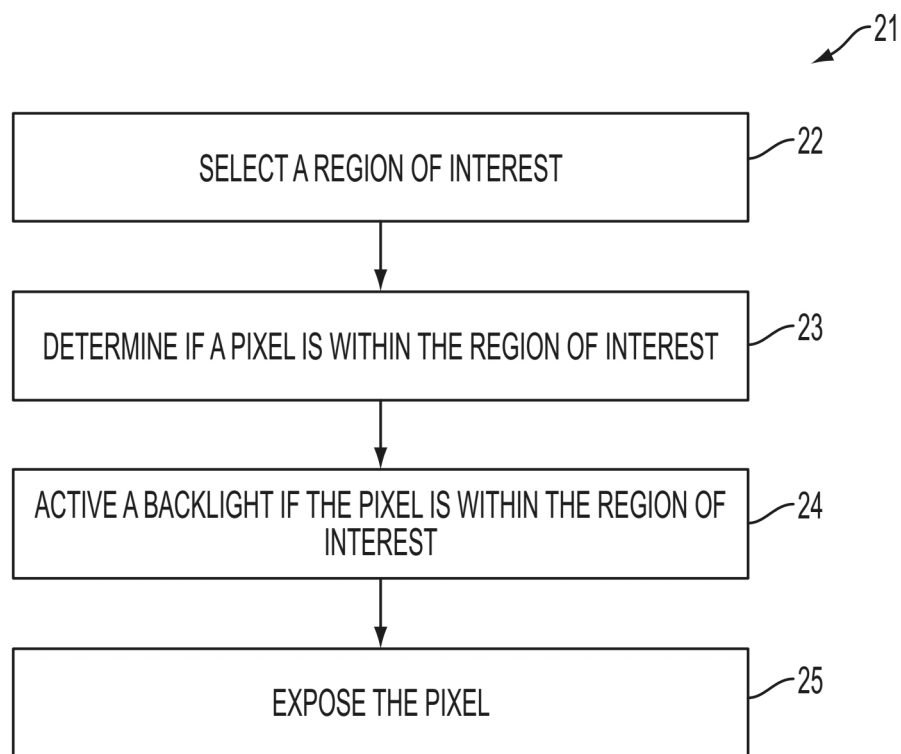 21
SELECT A REGION OF INTEREST
22
DETERMINE IF A PIXEL IS WITHIN THE REGION OF INTEREST
23
ACTIVE A BACKLIGHT IF THE PIXEL IS WITHIN THE REGION OF
INTEREST
24
EXPOSE THE PIXEL
25